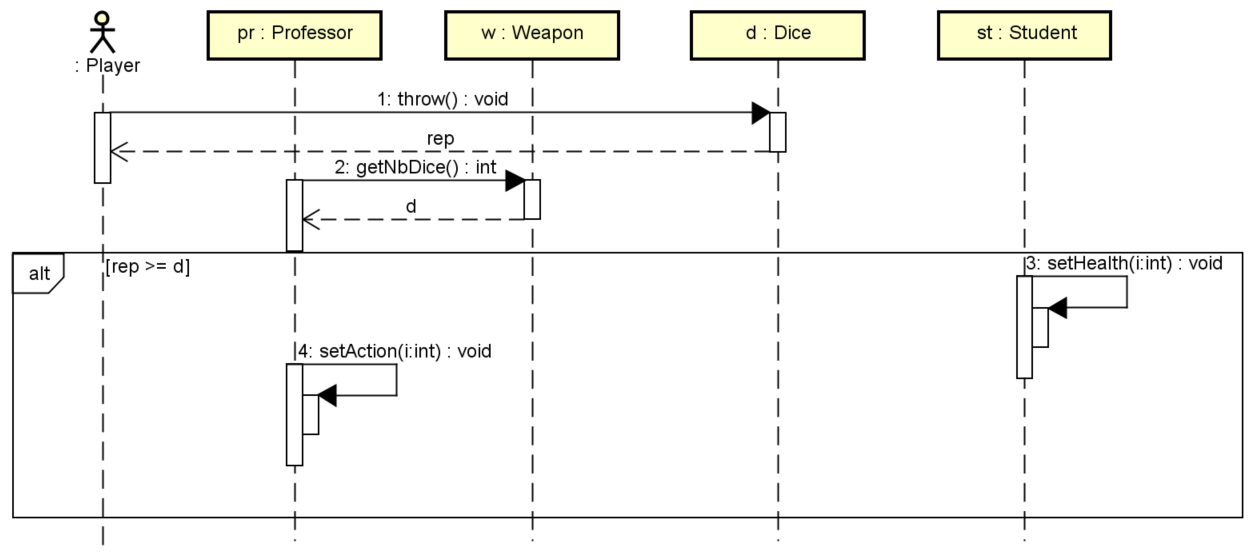 pr : Professor
w : Weapon
d : Dice
st : Student
: Player
1: throw() : void
rep
2: getNbDice() : int
d
alt
[rep >= d]
3: setHealth(i:int) : void
4: setAction(i:int) : void